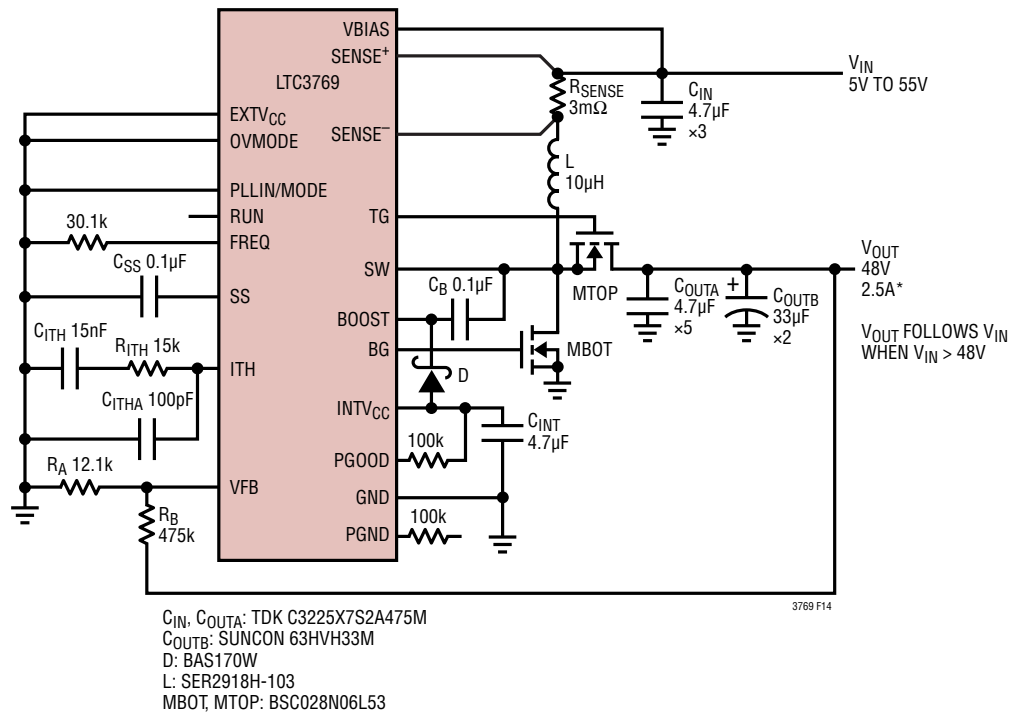 VBIAS
SENSE+
LTC3769
RSENSE
3mΩ
VIN
5V TO 55V
CIN
4.7µF
×3
EXTVCC
OVMODE
SENSE–
L
10µH
PLLIN/MODE
RUN
TG
30.1k
FREQ
CSS 0.1µF
SS
SW
CB 0.1µF
MTOP
COUTA
4.7µF
×5
+
COUTB
33µF
×2
VOUT
48V
2.5A*
BOOST
BG
MBOT
VOUT FOLLOWS VIN
WHEN VIN > 48V
CITH 15nF
RITH 15k
ITH
D
CITHA 100pF
INTVCC
CINT
4.7µF
100k
PGOOD
RA 12.1k
VFB
GND
RB
475k
100k
PGND
3769 F14
CIN, COUTA: TDK C3225X7S2A475M
COUTB: SUNCON 63HVH33M
D: BAS170W
L: SER2918H-103
MBOT, MTOP: BSC028N06L53